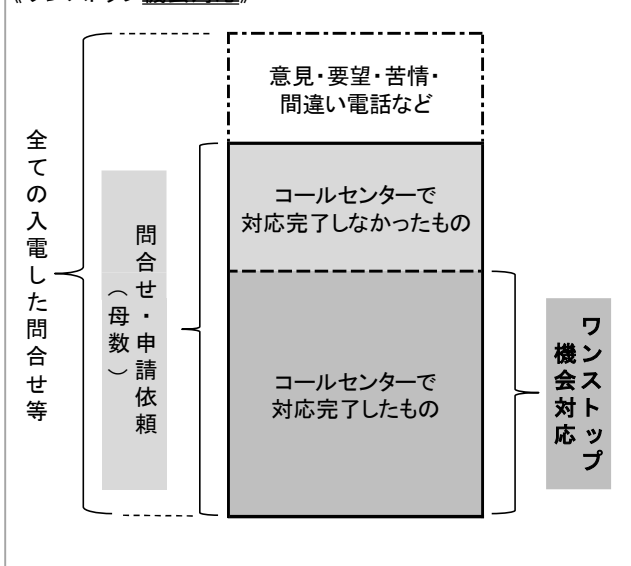 《ワンストップ機会対応》
意見・要望・苦情・
間違い電話など
全ての入電した問合せ等
問合せ・申請依頼
（母数）
コールセンターで
対応完了しなかったもの
コールセンターで
対応完了したもの
ワンストップ
機会対応